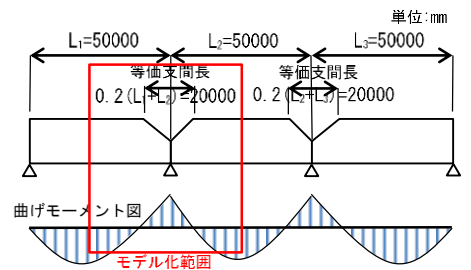 単位:mm
L₁=50000 L₂=50000 L₃=50000
等価支間長 等価支間長
0.2(L₁+L₂)=20000 0.2(L₂+L₃)=20000
曲げモーメント図
モデル化範囲